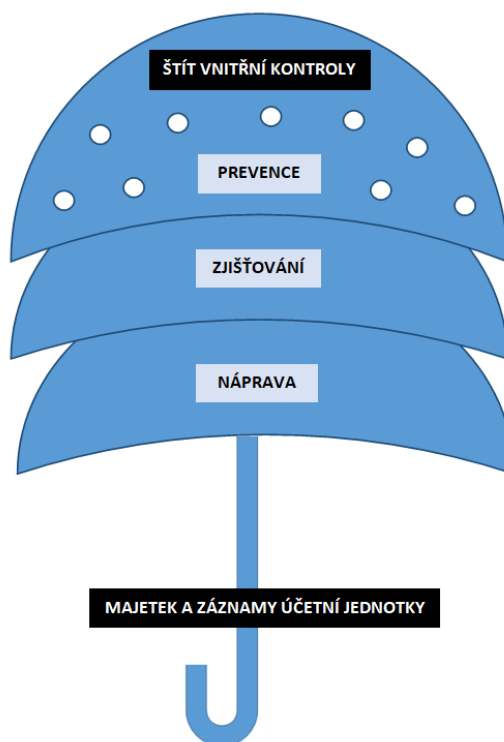 ŠTÍT VNITŘNÍ KONTROLY
PREVENCE
ZJIŠŤOVÁNÍ
NÁPRAVA
MAJETEK A ZÁZNAMY ÚČETNÍ JEDNOTKY